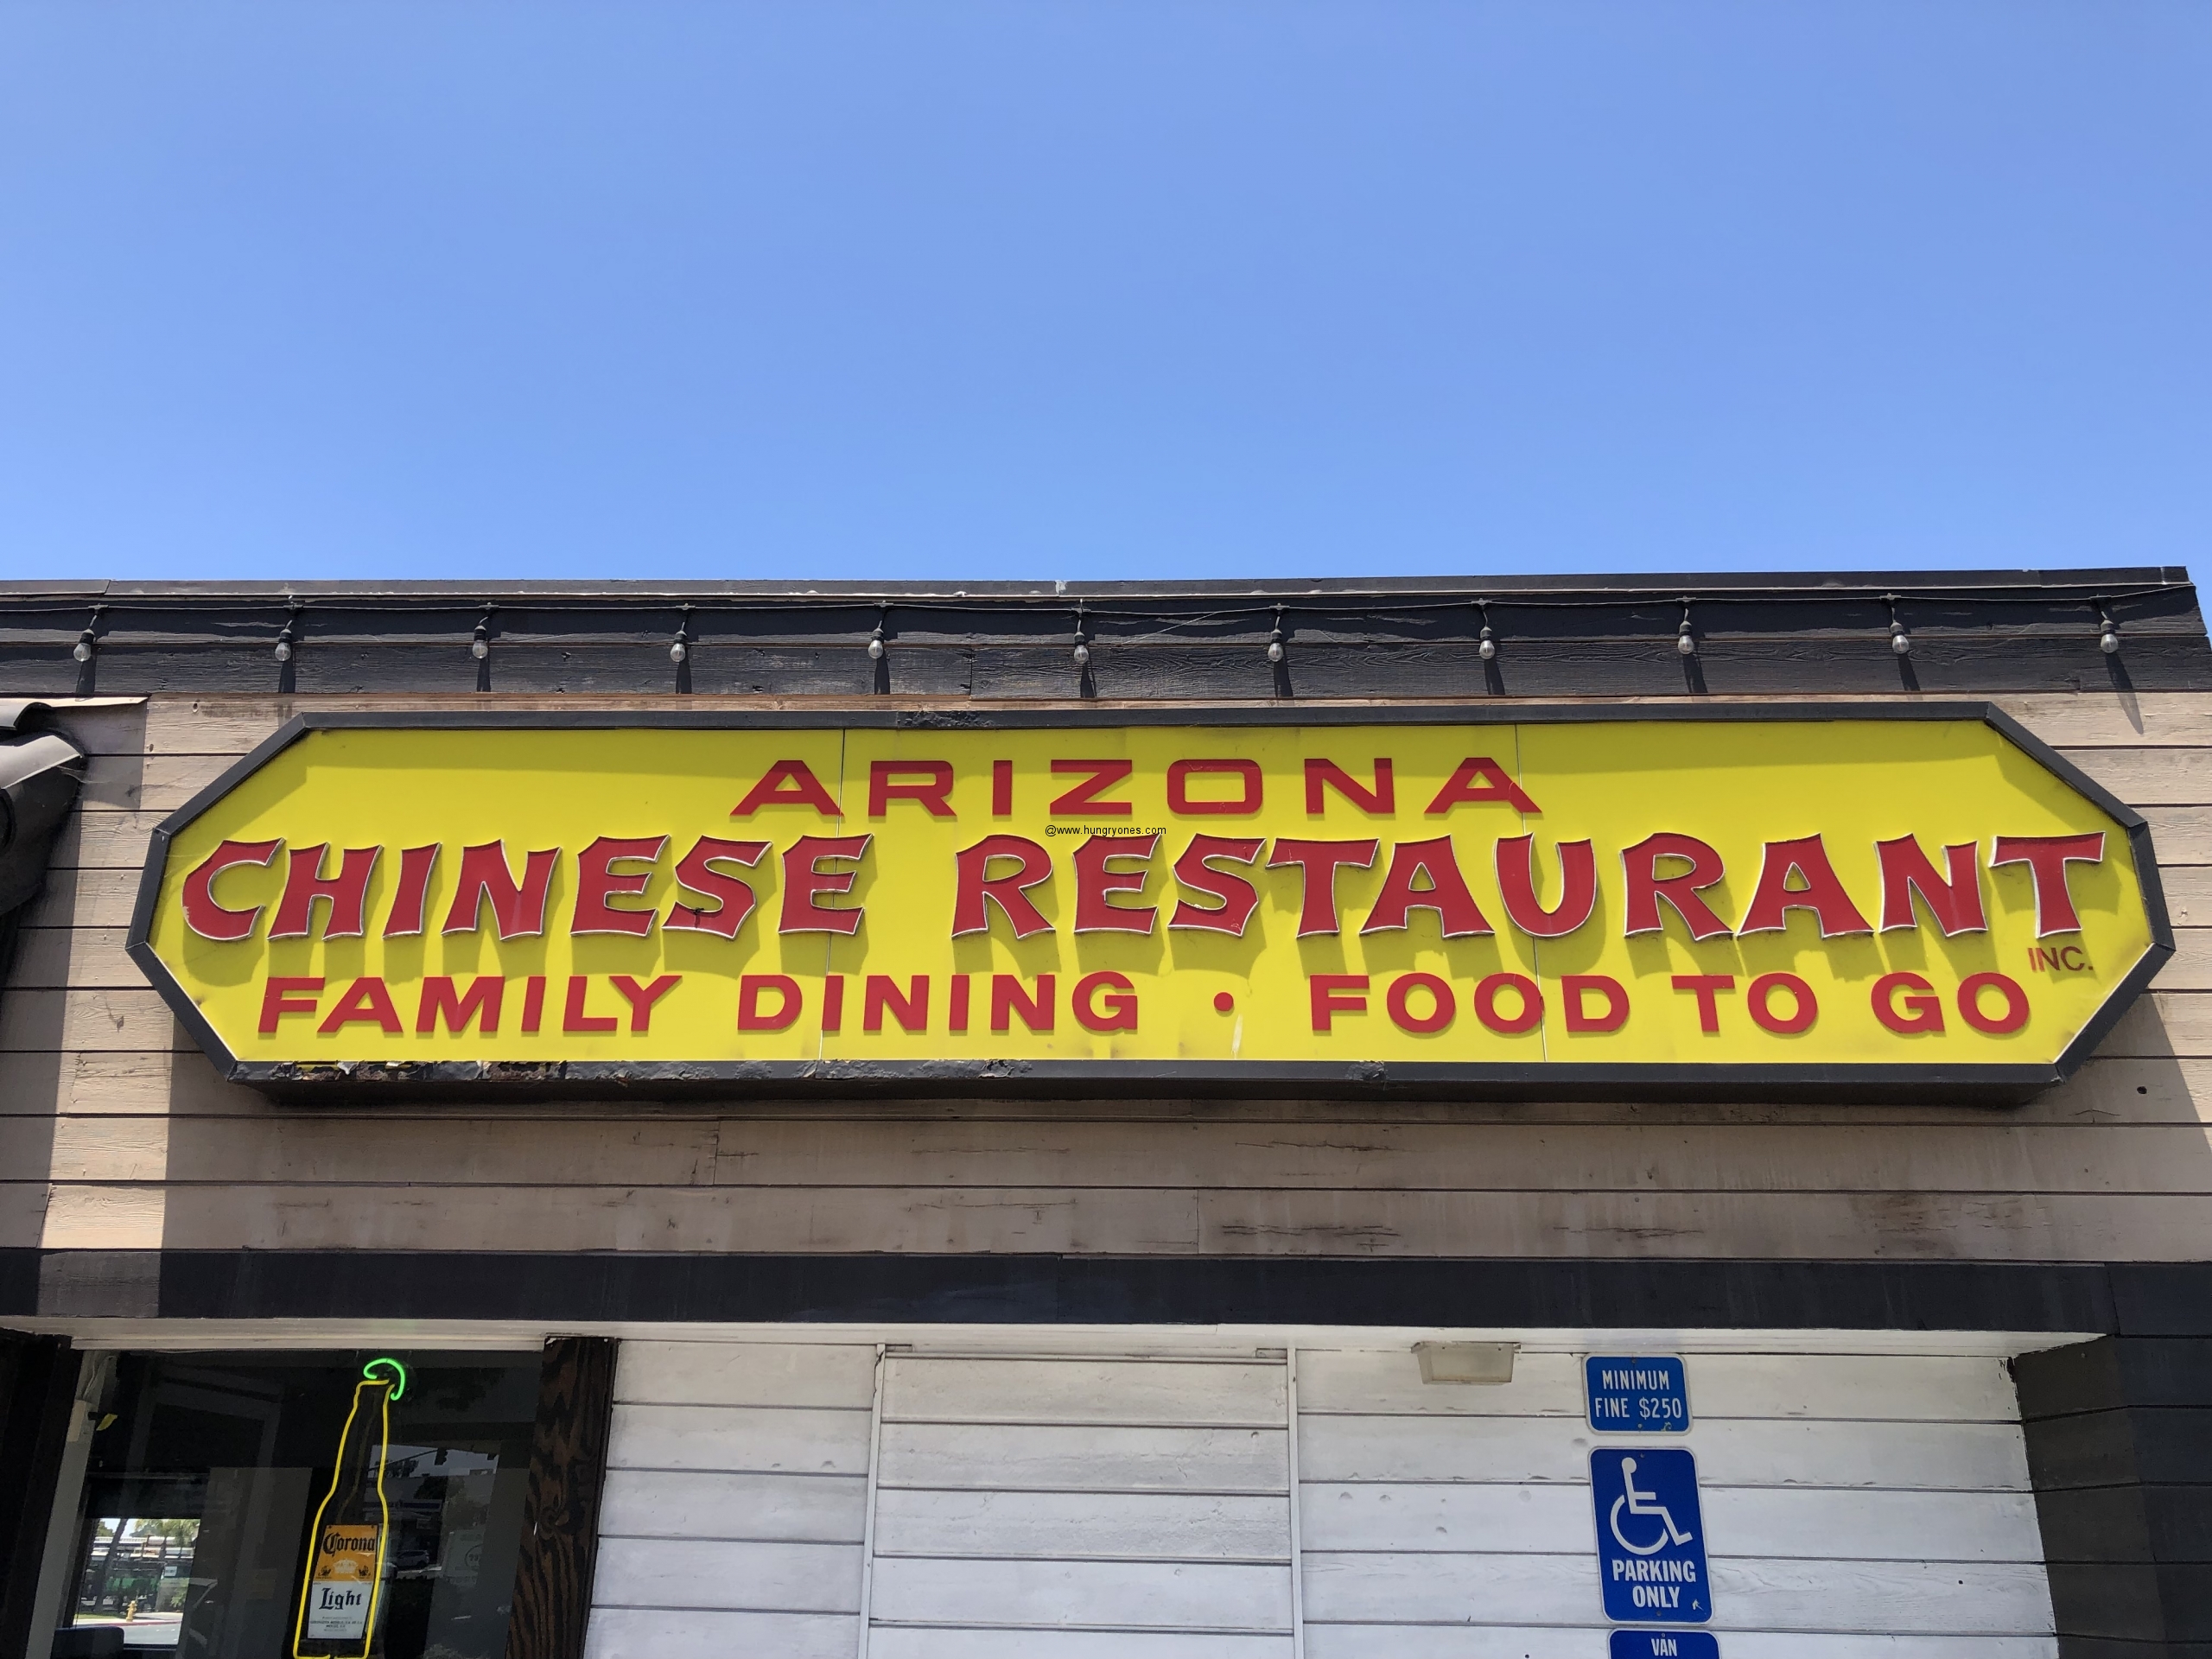 ARIZONA
@www.hungryones.com
CHINESE RESTAURANT
INC.
FAMILY DINING • FOOD TO GO
MINIMUM
FINE $250
PARKING
ONLY
VAN
Corona
Light